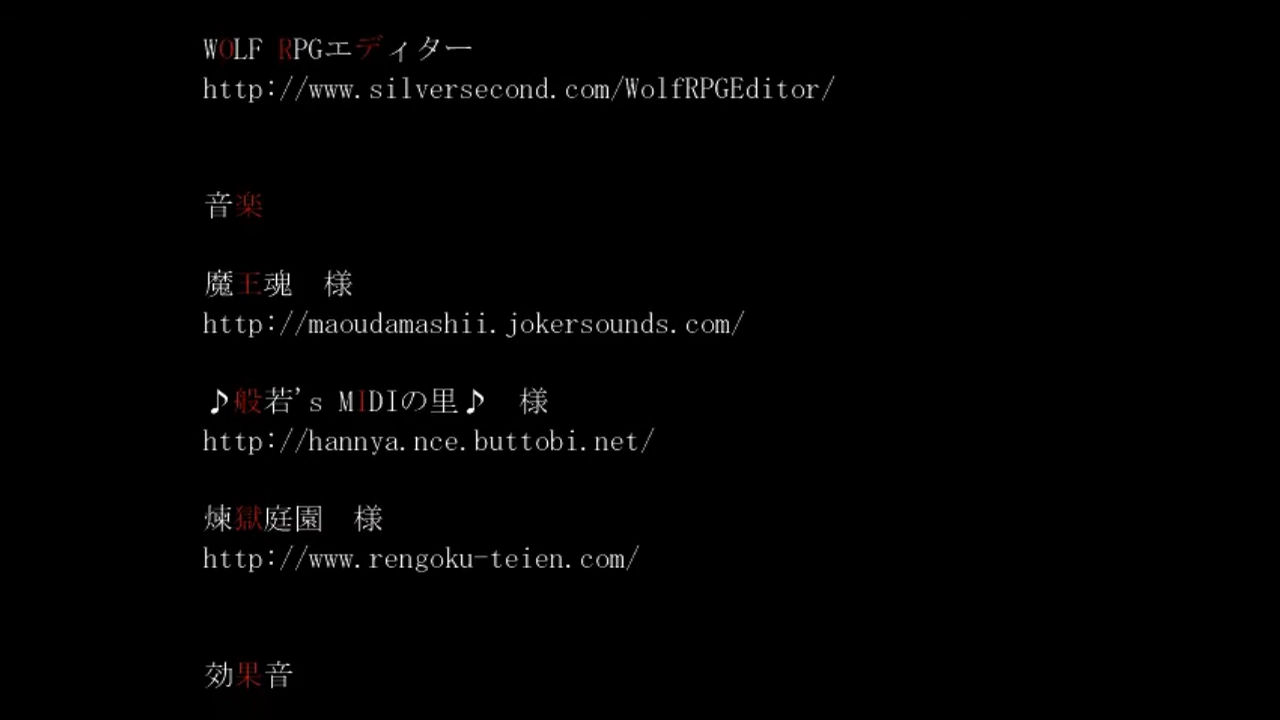 WOLF RPGエディター
http://www.silversecond.com/WolfRPGEditor/
音楽
魔王魂　様
http://maoudamashii.jokersounds.com/
♪般若's MIDIの里♪　様
http://hannya.nce.buttobi.net/
煉獄庭園　様
http://www.rengoku-teien.com/
効果音